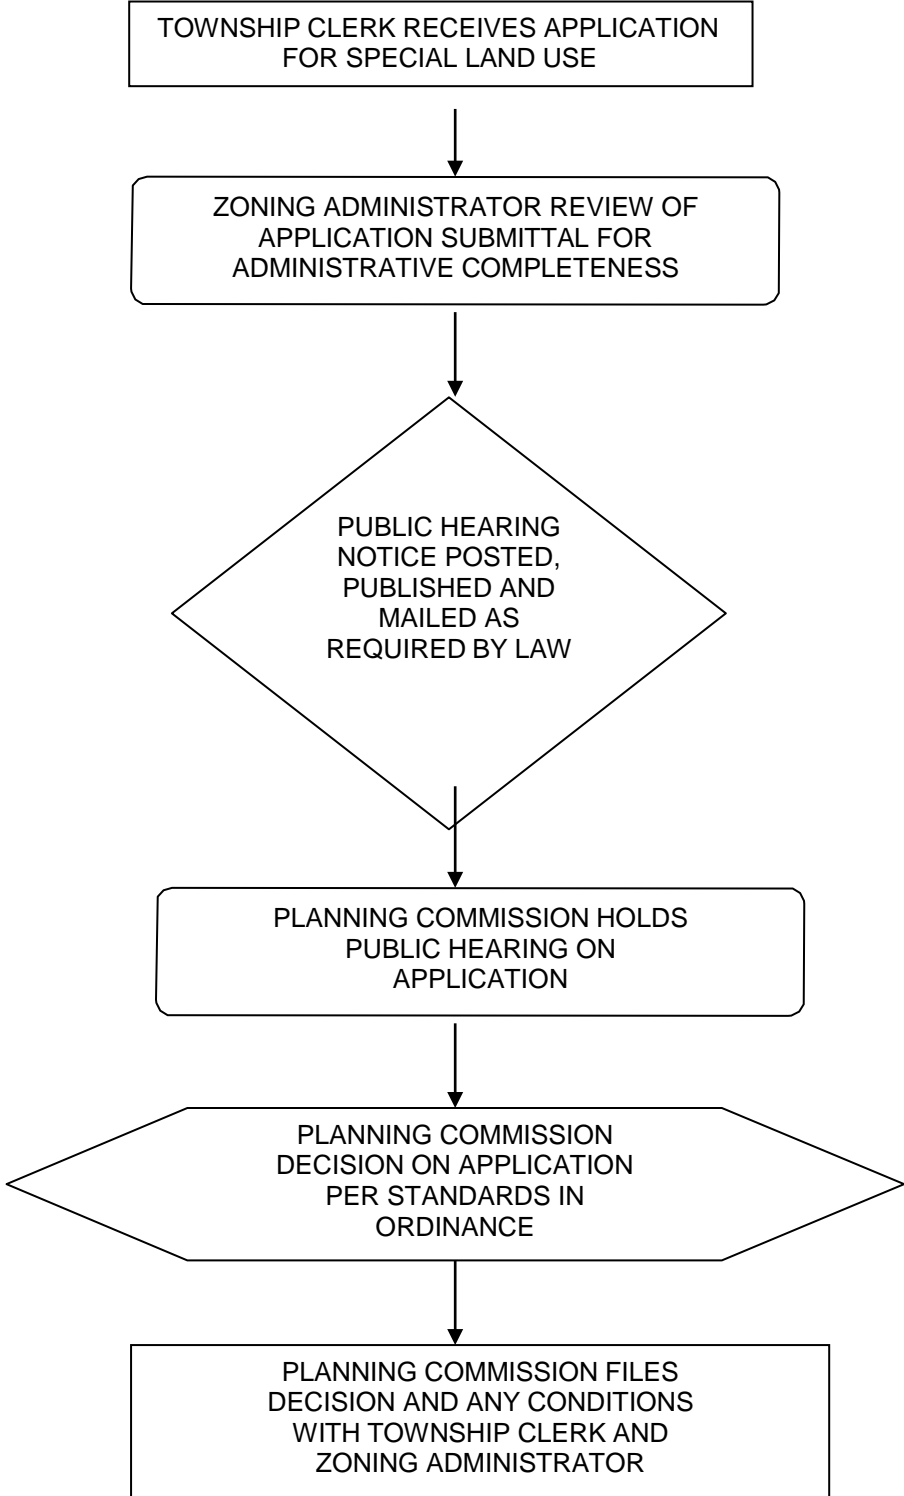 TOWNSHIP CLERK RECEIVES APPLICATION
FOR SPECIAL LAND USE
ZONING ADMINISTRATOR REVIEW OF
APPLICATION SUBMITTAL FOR
ADMINISTRATIVE COMPLETENESS
PUBLIC HEARING
NOTICE POSTED,
PUBLISHED AND
MAILED AS
REQUIRED BY LAW
PLANNING COMMISSION HOLDS
PUBLIC HEARING ON
APPLICATION
PLANNING COMMISSION
DECISION ON APPLICATION
PER STANDARDS IN
ORDINANCE
PLANNING COMMISSION FILES
DECISION AND ANY CONDITIONS
WITH TOWNSHIP CLERK AND
ZONING ADMINISTRATOR